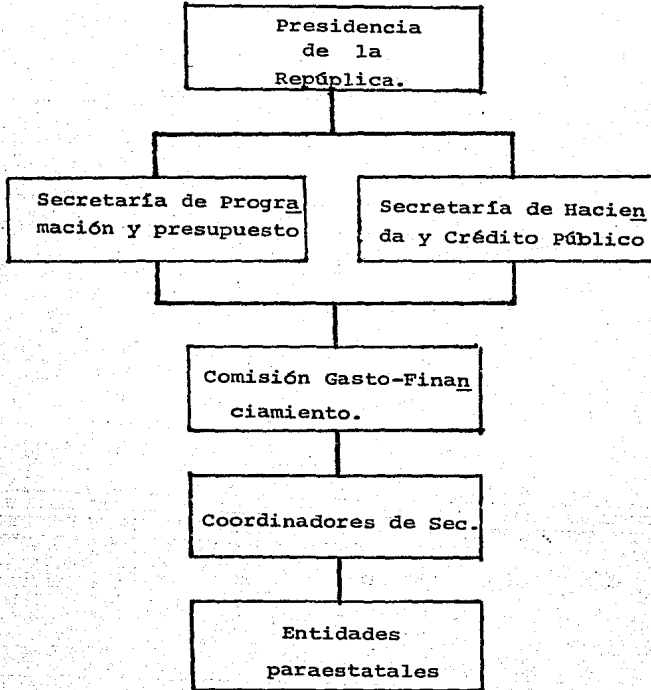 Presidencia
de la
Repúplica.
Secretaría de Progra
mación y presupuesto
Secretaría de Hacien
da y Crédito Público
Comisión Gasto-Finan
ciamiento.
Coordinadores de Sec.
Entidades
paraestatales